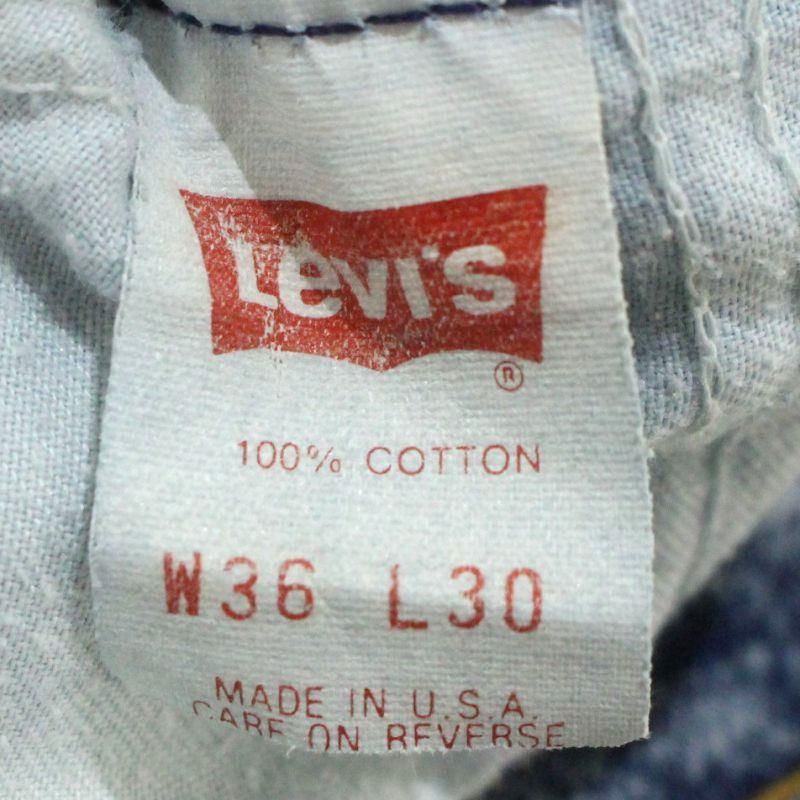 Levi's
®
100% COTTON
W36 L30
MADE IN U.S.A.
CARE ON REVERSE